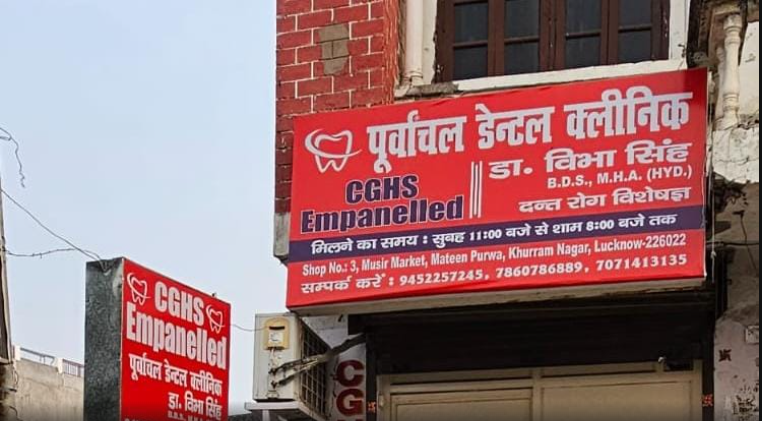 पूर्वांचल डेन्टल क्लीनिक
CGHS
Empanelled
डा. विभा सिंह
B.D.S., M.H.A. (HYD.)
दन्त रोग विशेषज्ञ
मिलने का समय : सुबह 11:00 बजे से शाम 8:00 बजे तक
Shop No.: 3, Musir Market, Mateen Purwa, Khurram Nagar, Lucknow-226022
सम्पर्क करें : 9452257245, 7860786889, 7071413135
CGHS
Empanelled
पूर्वांचल डेन्टल क्लीनिक
डा. विभा सिंह
CG